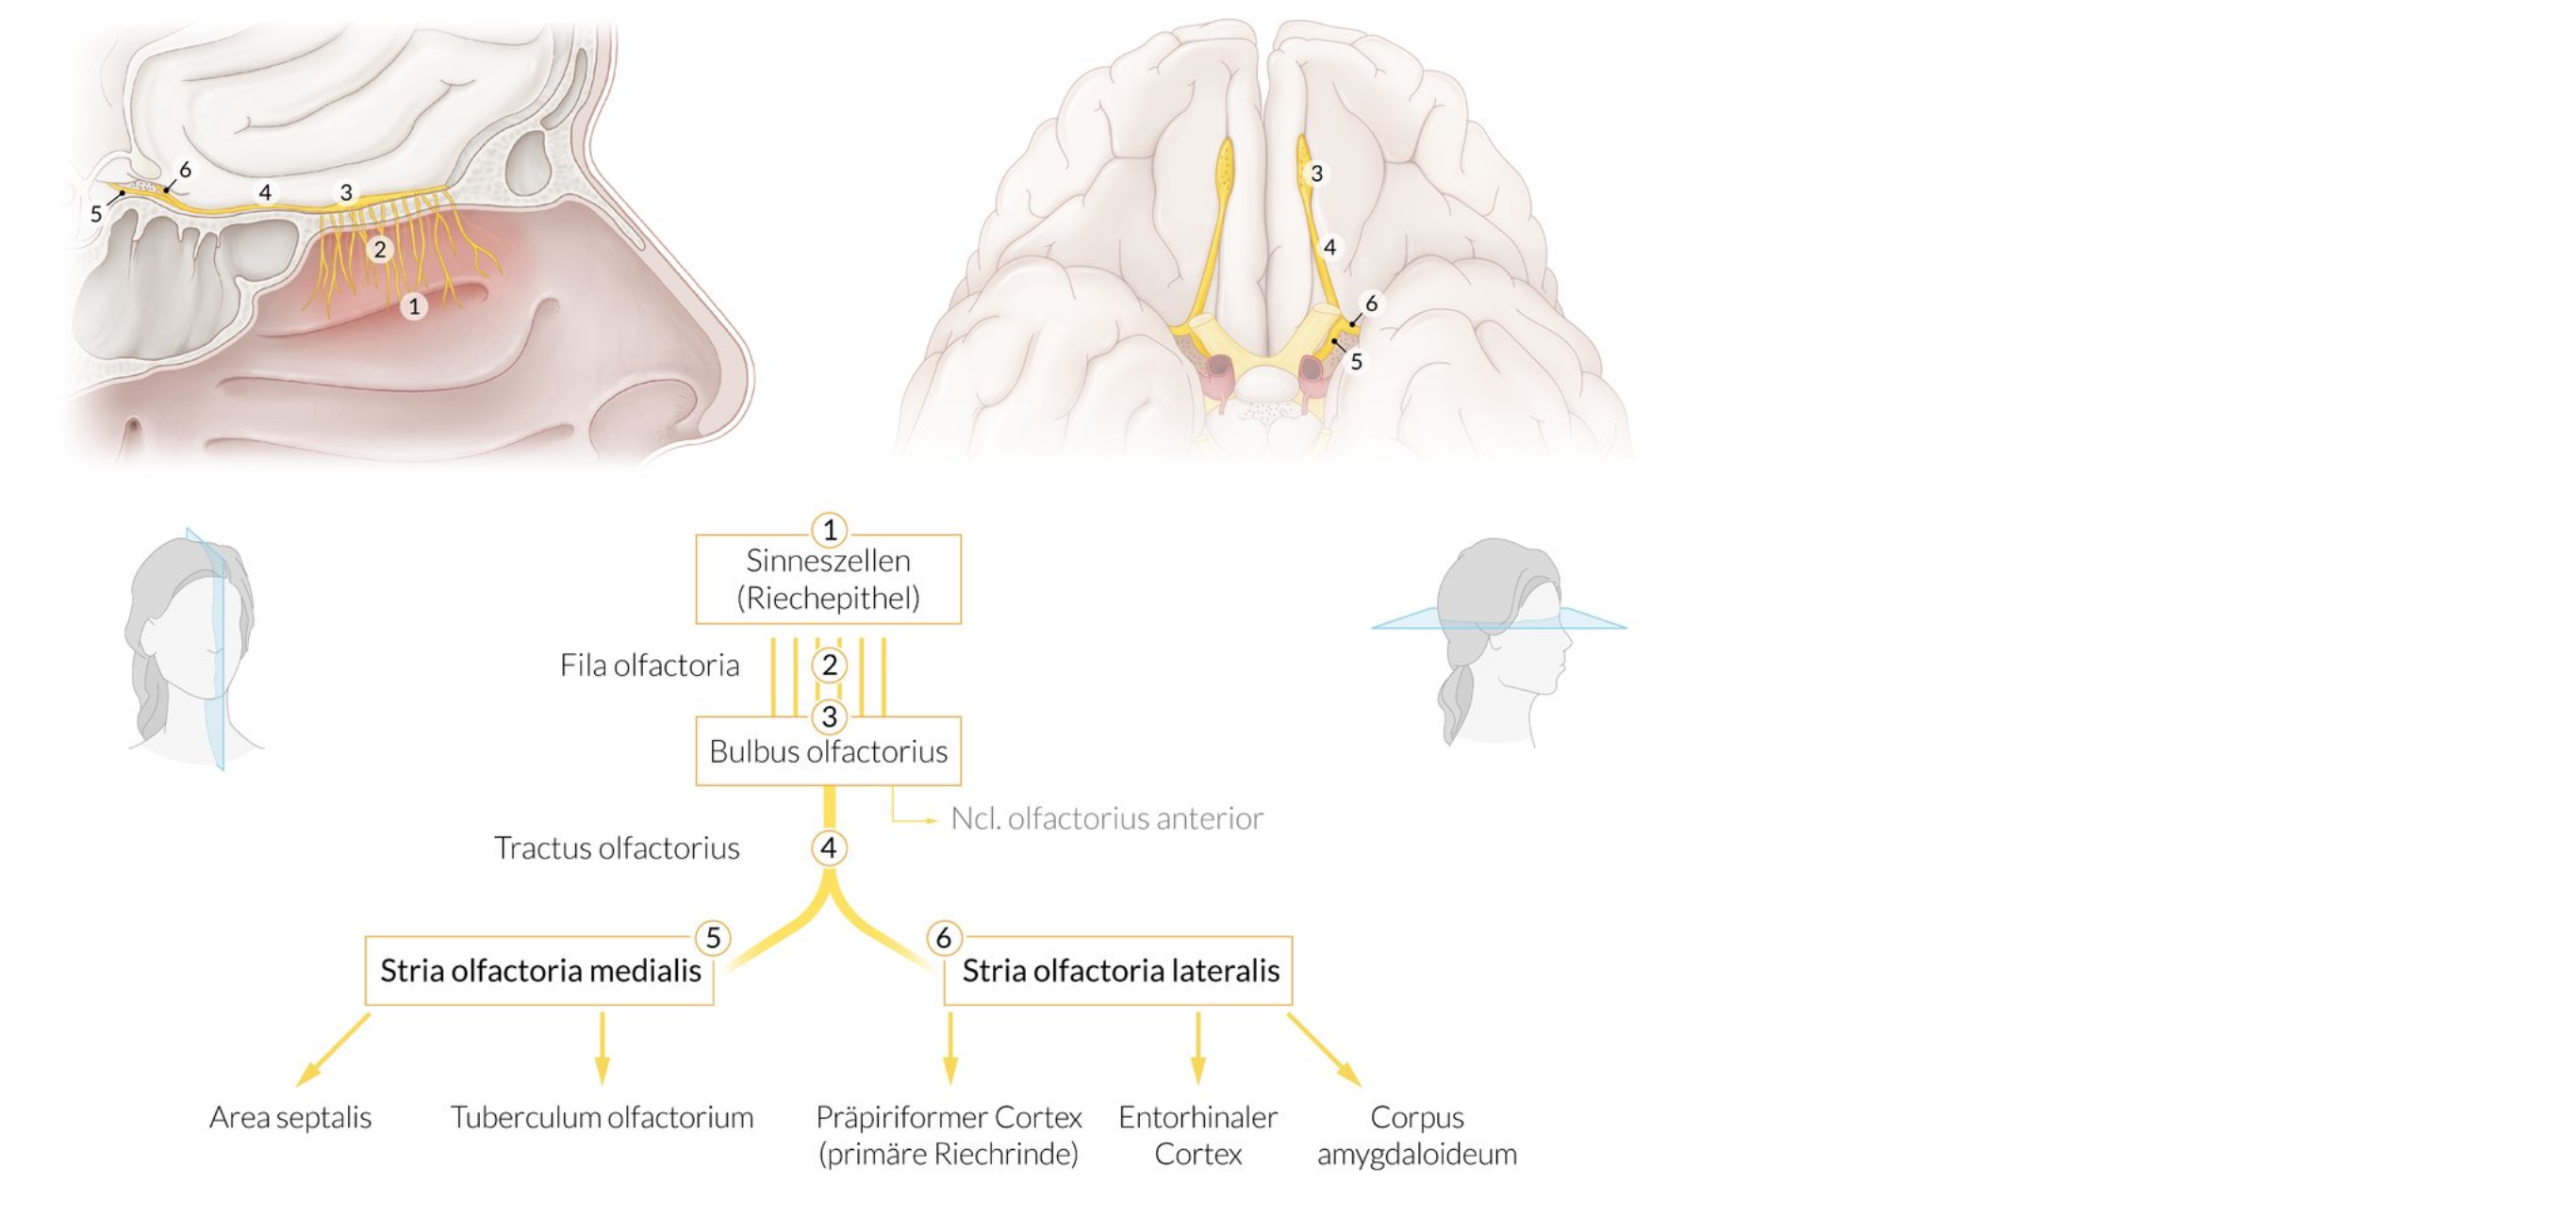 6
4
3
5
2
1
3
4
6
5
1
Sinneszellen
(Riechepithel)
Fila olfactoria
2
3
Bulbus olfactorius
Ncl. olfactorius anterior
Tractus olfactorius
4
5
6
Stria olfactoria medialis
Stria olfactoria lateralis
Area septalis
Tuberculum olfactorium
Präpiriformer Cortex
(primäre Riechrinde)
Entorhinaler
Cortex
Corpus
amygdaloideum